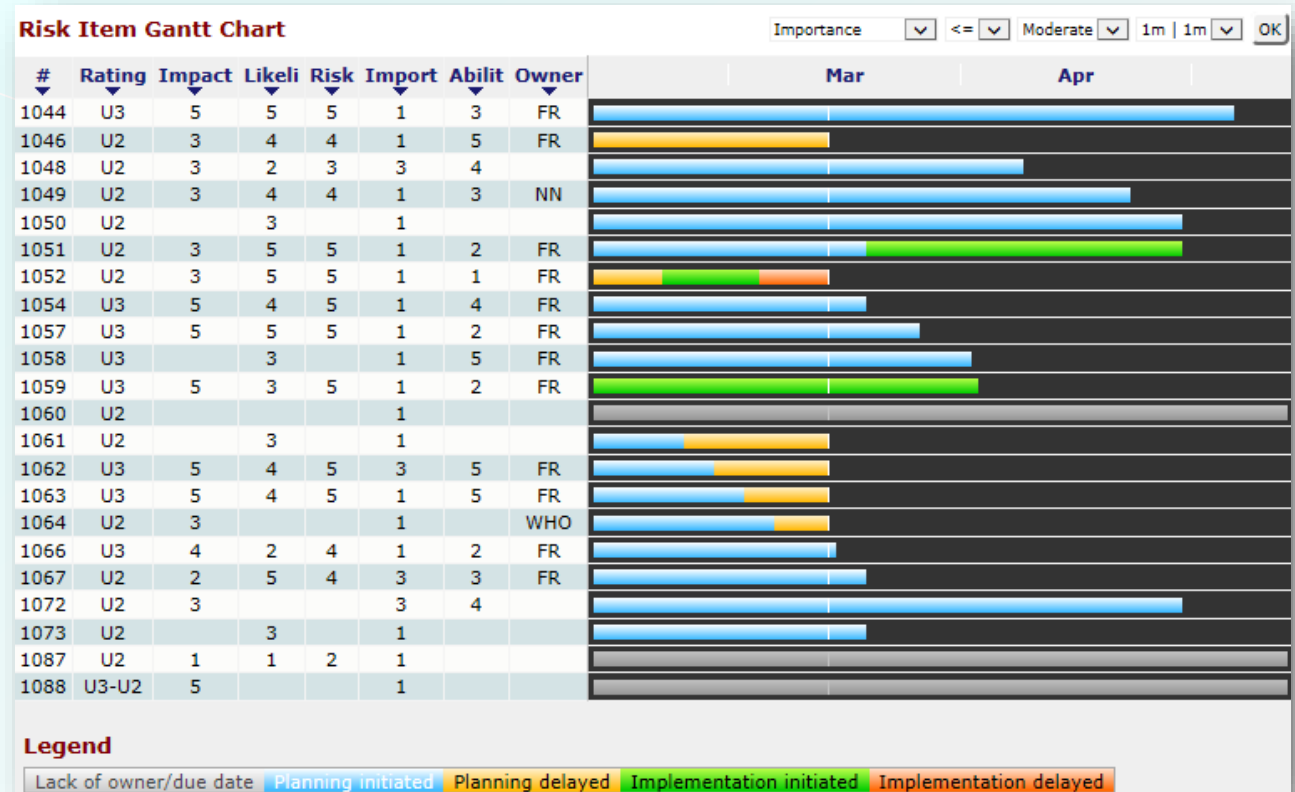 Risk Item Gantt Chart Importance <= Moderate 1m | 1m OK
# Rating Impact Likeli Risk Import Abilit Owner Mar Apr
1044 U3 5 5 5 1 3 FR
1046 U2 3 4 4 1 5 FR
1048 U2 3 2 3 3 4
1049 U2 3 4 4 1 3 NN
1050 U2 3 1
1051 U2 3 5 5 1 2 FR
1052 U2 3 5 5 1 1 FR
1054 U3 5 4 5 1 4 FR
1057 U3 5 5 5 1 2 FR
1058 U3 3 1 5 FR
1059 U3 5 3 5 1 2 FR
1060 U2 1
1061 U2 3 1
1062 U3 5 4 5 3 5 FR
1063 U3 5 4 5 1 5 FR
1064 U2 3 1 WHO
1066 U3 4 2 4 1 2 FR
1067 U2 2 5 4 3 3 FR
1072 U2 3 3 4
1073 U2 3 1
1087 U2 1 1 2 1
1088 U3-U2 5 1
Legend
Lack of owner/due date Planning initiated Planning delayed Implementation initiated Implementation delayed